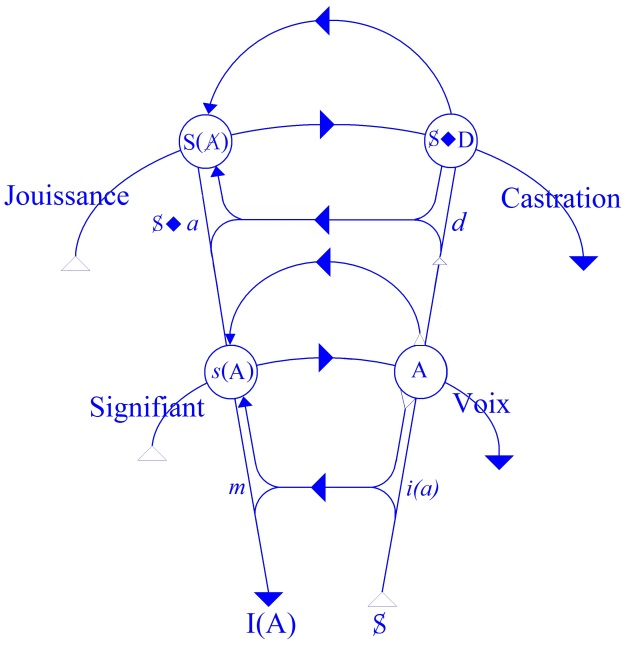 S(Ⱥ)
$◆D
Jouissance
Castration
$◆ a
d
s(A)
A
Signifiant
Voix
m
i(a)
I(A)
$